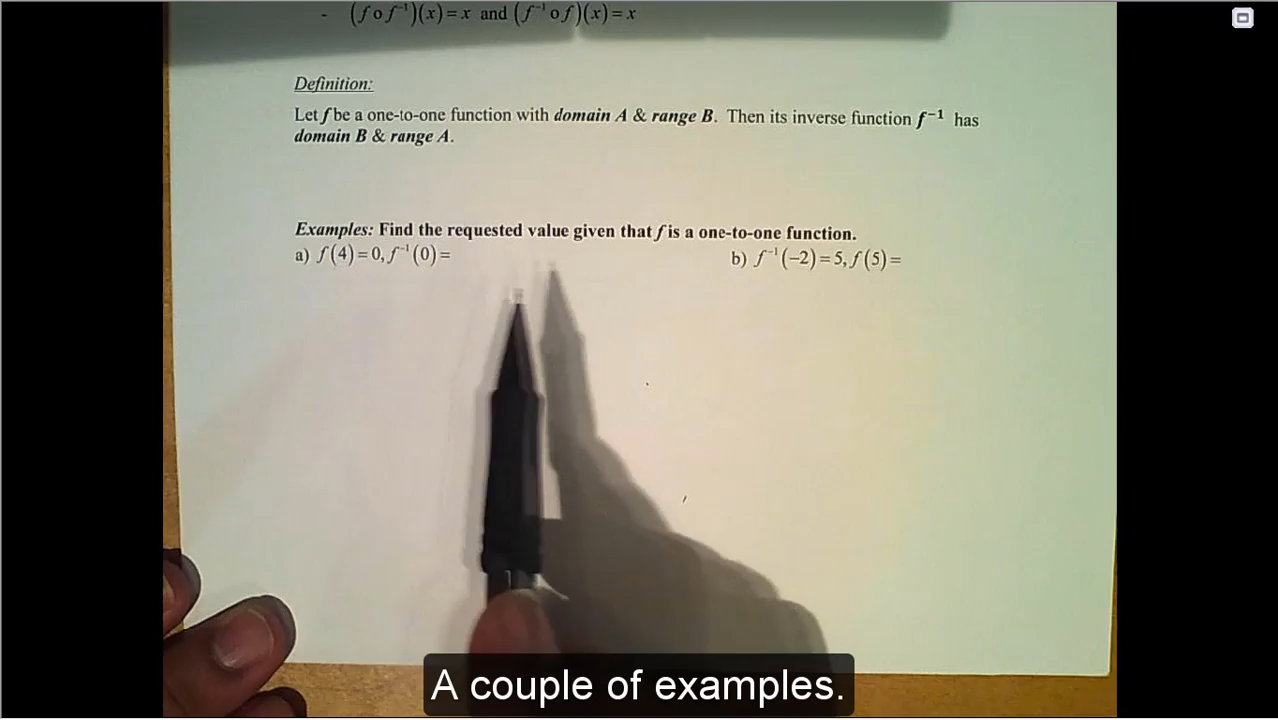 - (f o f⁻¹)(x) = x and (f⁻¹ o f)(x) = x
Definition:
Let f be a one-to-one function with domain A & range B. Then its inverse function f⁻¹ has
domain B & range A.
Examples: Find the requested value given that f is a one-to-one function.
a) f(4) = 0, f⁻¹(0) =
b) f⁻¹(−2) = 5, f(5) =
A couple of examples.